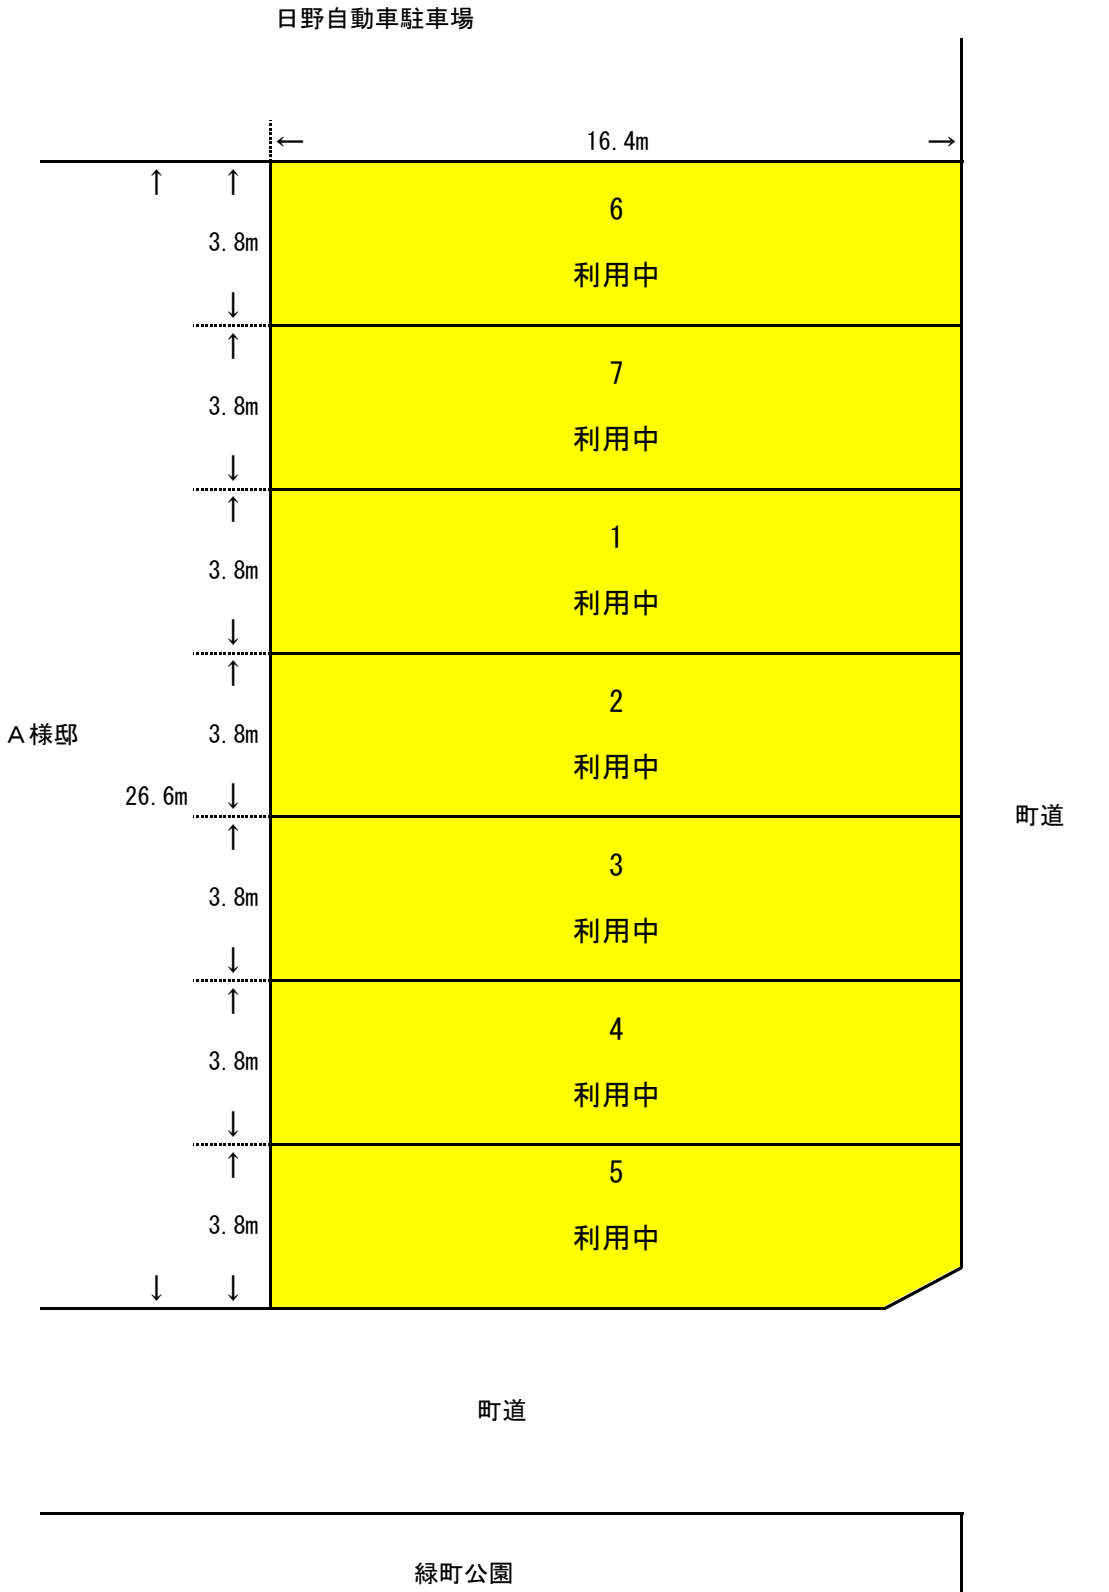 日野自動車駐車場
← 16.4m →
↑ ↑
6
3.8m
利用中
↓
↑
7
3.8m
利用中
↓
↑
1
3.8m
利用中
↓
↑
2
A様邸 3.8m
利用中
26.6m ↓
町道
↑
3
3.8m
利用中
↓
↑
4
3.8m
利用中
↓
↑
5
3.8m
利用中
↓ ↓
町道
緑町公園